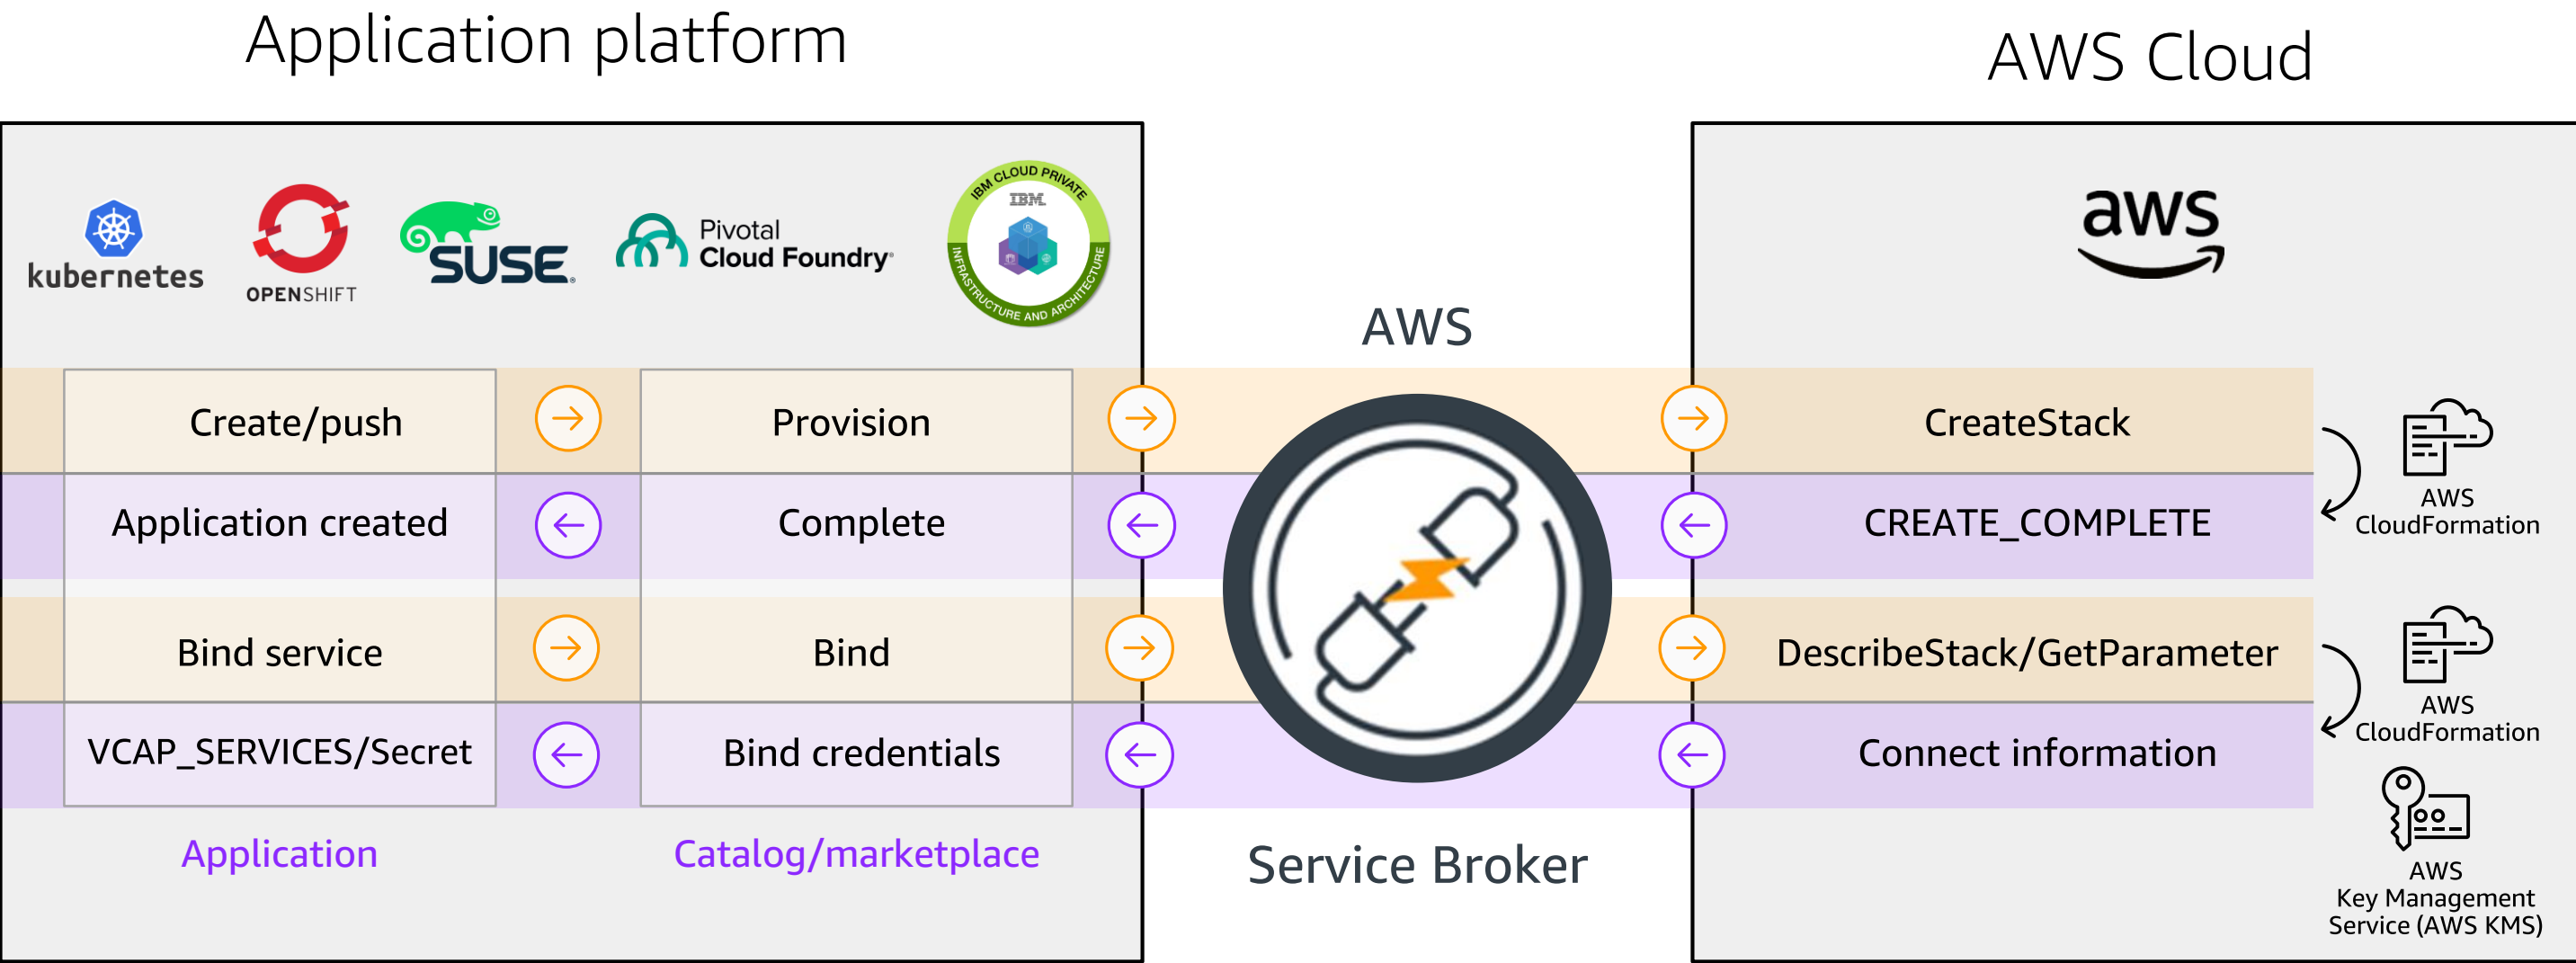 Application platform
AWS Cloud
kubernetes
OPENSHIFT
SUSE
Pivotal
Cloud Foundry
IBM CLOUD PRIVATE
IBM
INFRASTRUCTURE AND ARCHITECTURE
aws
AWS
Create/push
Provision
CreateStack
Application created
Complete
CREATE_COMPLETE
AWS
CloudFormation
Bind service
Bind
DescribeStack/GetParameter
VCAP_SERVICES/Secret
Bind credentials
Connect information
AWS
CloudFormation
Application
Catalog/marketplace
Service Broker
AWS
Key Management
Service (AWS KMS)